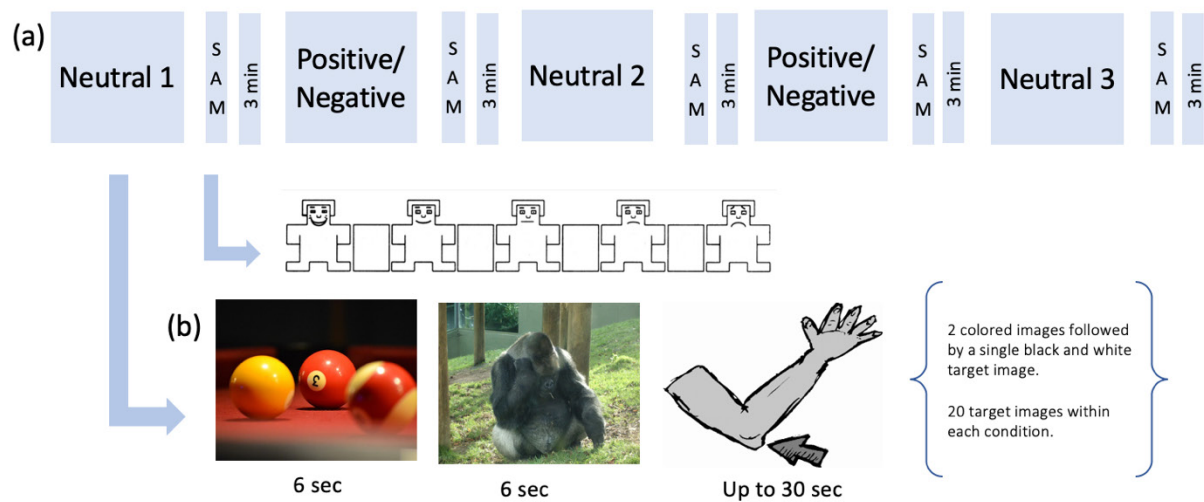 (a)
Neutral 1
S A M
3 min
Positive/
Negative
S A M
3 min
Neutral 2
S A M
3 min
Positive/
Negative
S A M
3 min
Neutral 3
S A M
3 min
(b)
3
2 colored images followed
by a single black and white
target image.
20 target images within
each condition.
6 sec
6 sec
Up to 30 sec